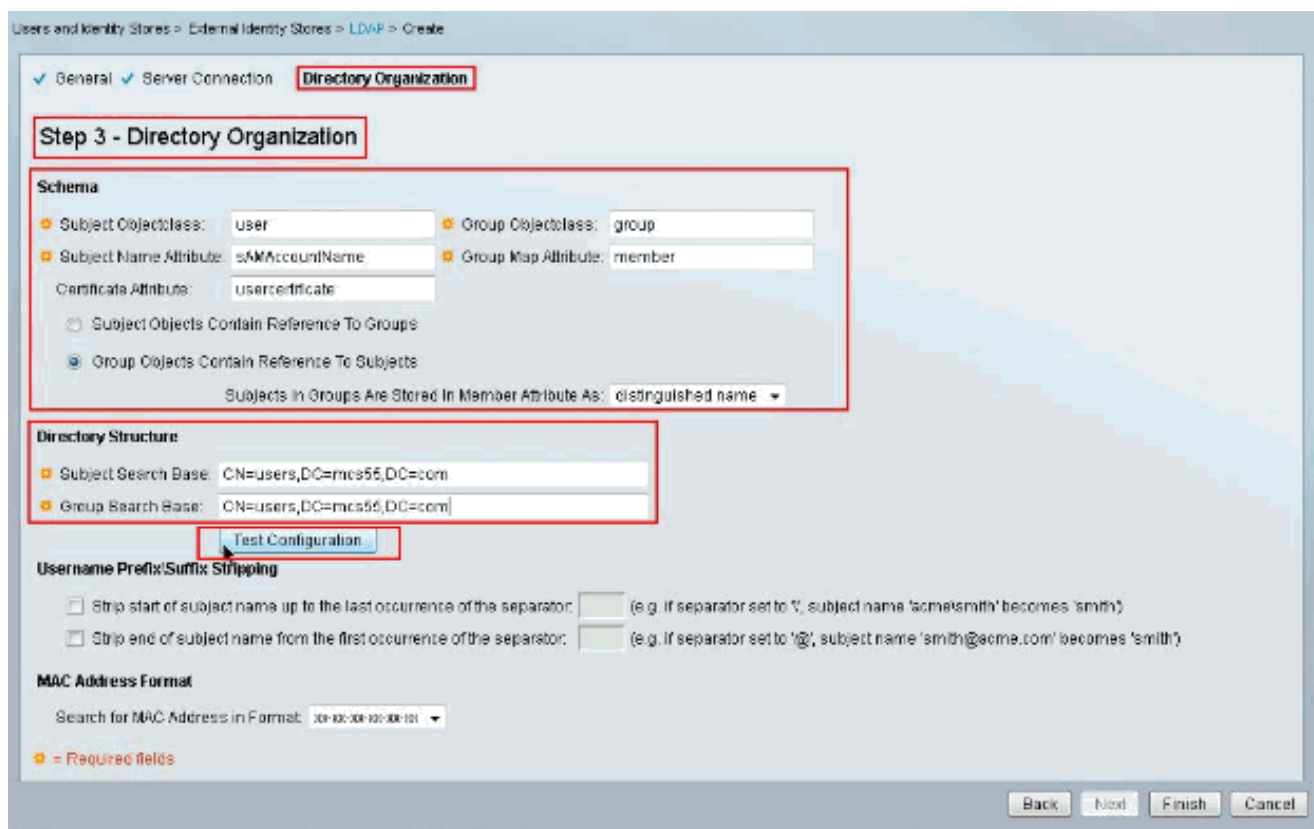 Users and Identity Stores > External Identity Stores > LDAP > Create
General Server Connection Directory Organization
Step 3 - Directory Organization
Schema
Subject Objectclass: user Group Objectclass: group
Subject Name Attribute: sAMAccountName Group Map Attribute: member
Certificate Attribute: usercertificate
Subject Objects Contain Reference To Groups
Group Objects Contain Reference To Subjects
Subjects In Groups Are Stored In Member Attribute As: distinguished name
Directory Structure
Subject Search Base: CN=users,DC=mcs55,DC=com
Group Search Base: CN=users,DC=mcs55,DC=com
Test Configuration
Username Prefix\Suffix Stripping
Strip start of subject name up to the last occurrence of the separator: (e.g. if separator set to '\', subject name 'acme\smith' becomes 'smith')
Strip end of subject name from the first occurrence of the separator: (e.g. if separator set to '@', subject name 'smith@acme.com' becomes 'smith')
MAC Address Format
Search for MAC Address in Format: xx-xx-xx-xx-xx-xx
= Required fields
Back Next Finish Cancel